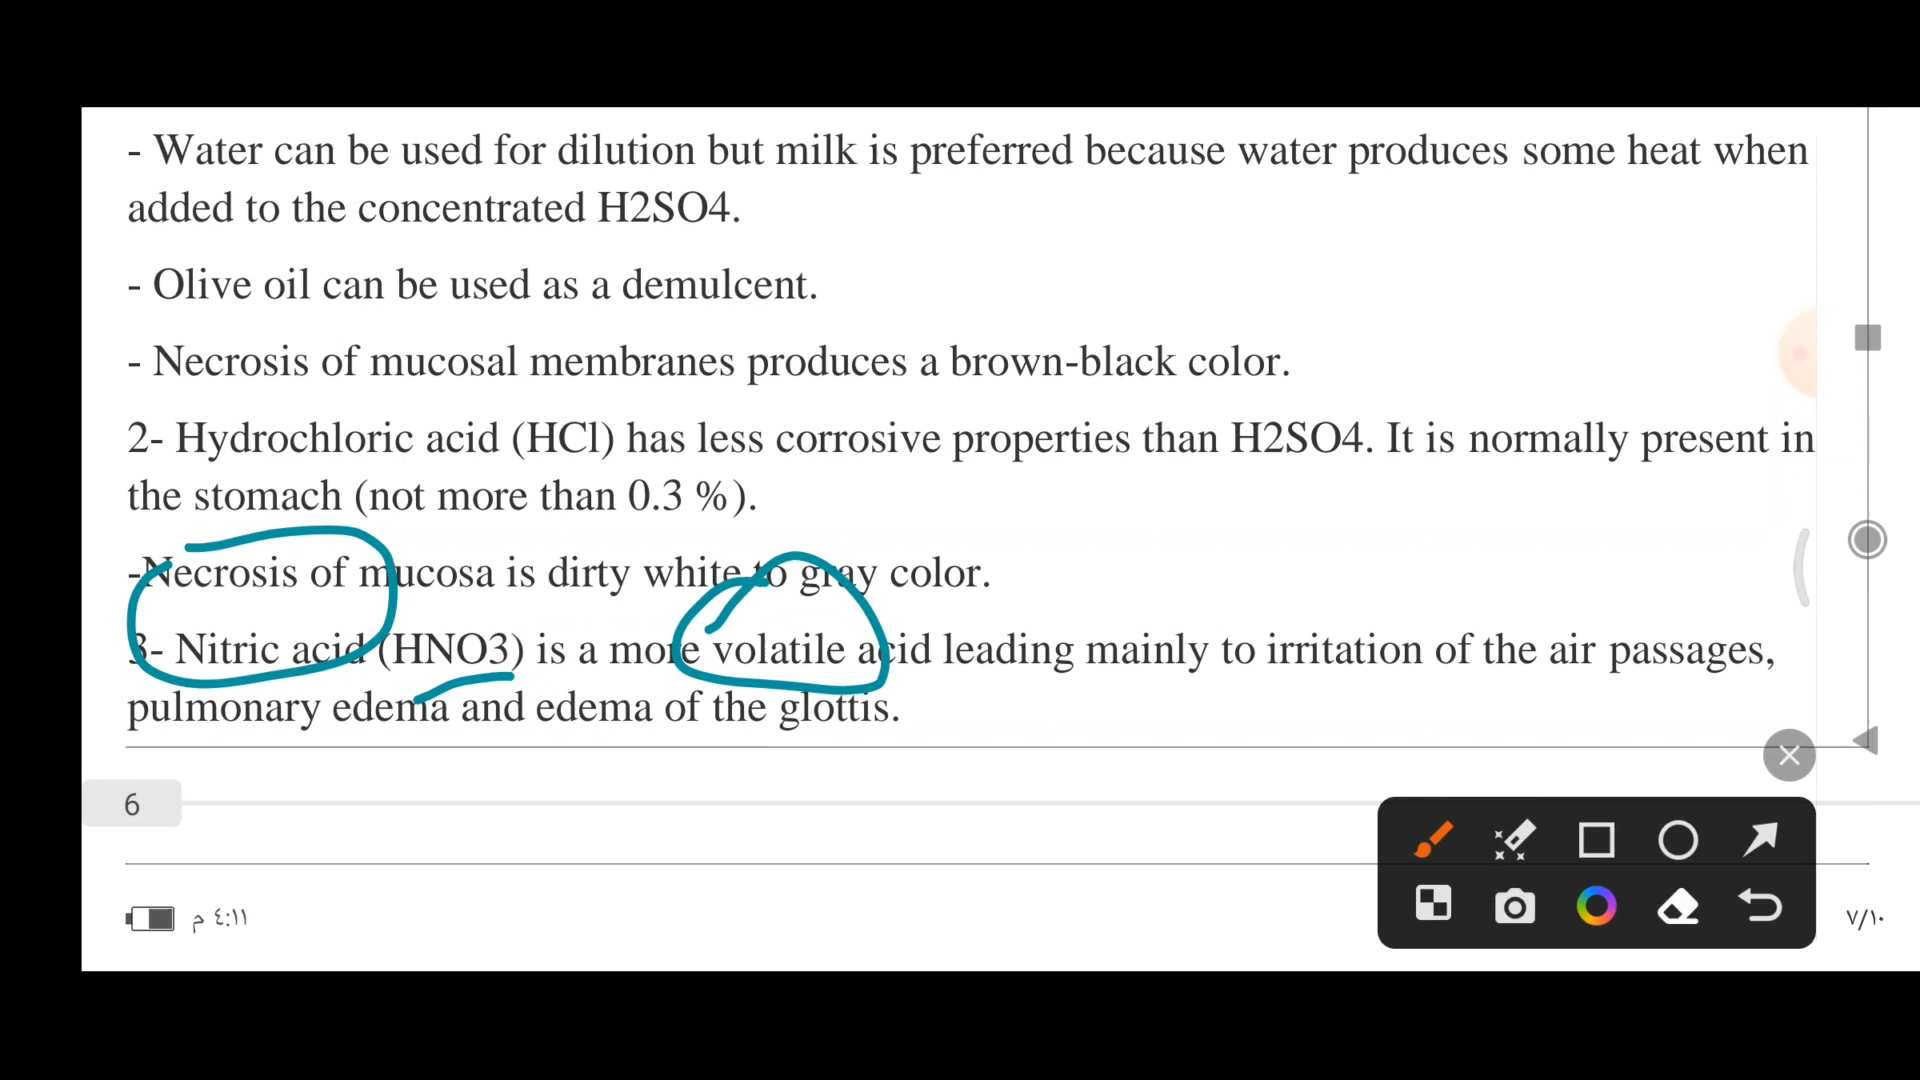 - Water can be used for dilution but milk is preferred because water produces some heat when
added to the concentrated H2SO4.
- Olive oil can be used as a demulcent.
- Necrosis of mucosal membranes produces a brown-black color.
2- Hydrochloric acid (HCl) has less corrosive properties than H2SO4. It is normally present in
the stomach (not more than 0.3 %).
-Necrosis of mucosa is dirty white to gray color.
3- Nitric acid (HNO3) is a more volatile acid leading mainly to irritation of the air passages,
pulmonary edema and edema of the glottis.
6
٤:١١ م
٧/١٠